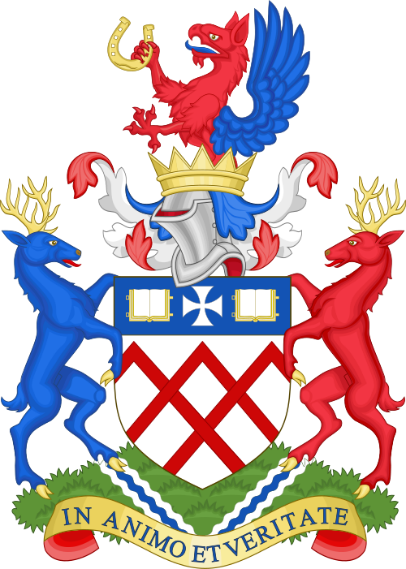 IN ANIMO ET VERITATE